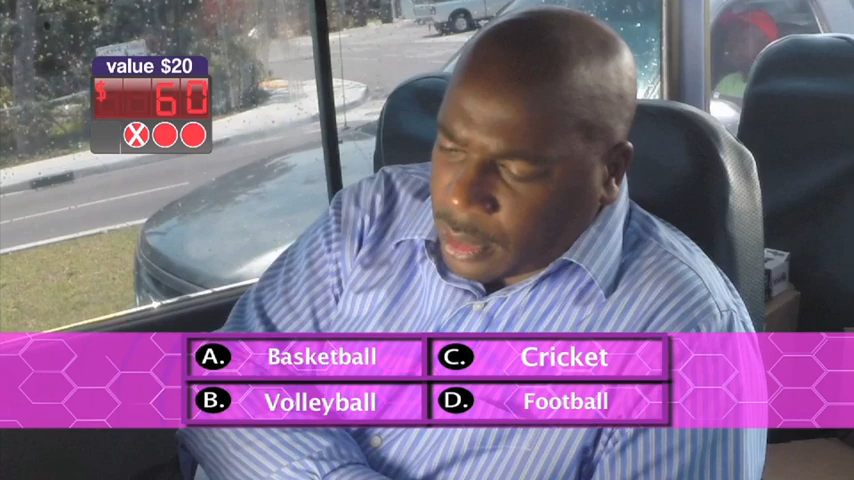 value $20
$ 60
X
A. Basketball
C. Cricket
B. Volleyball
D. Football